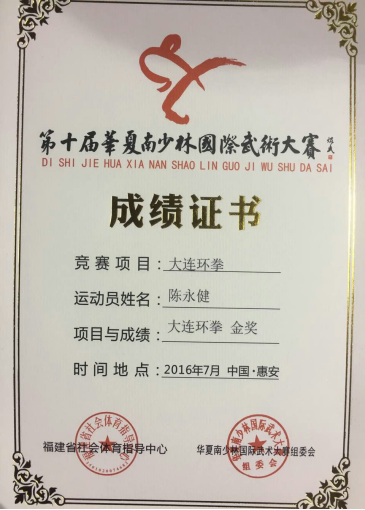 第十届華夏南少林國際武術大賽
DI SHI JIE HUA XIA NAN SHAO LIN GUO JI WU SHU DA SAI
成绩证书
竞赛项目：大连环拳
运动员姓名：陈永健
项目与成绩：大连环拳 金奖
时间地点：2016年7月 中国·惠安
福建省社会体育指导中心 华夏南少林国际武术大赛组委会
组委会